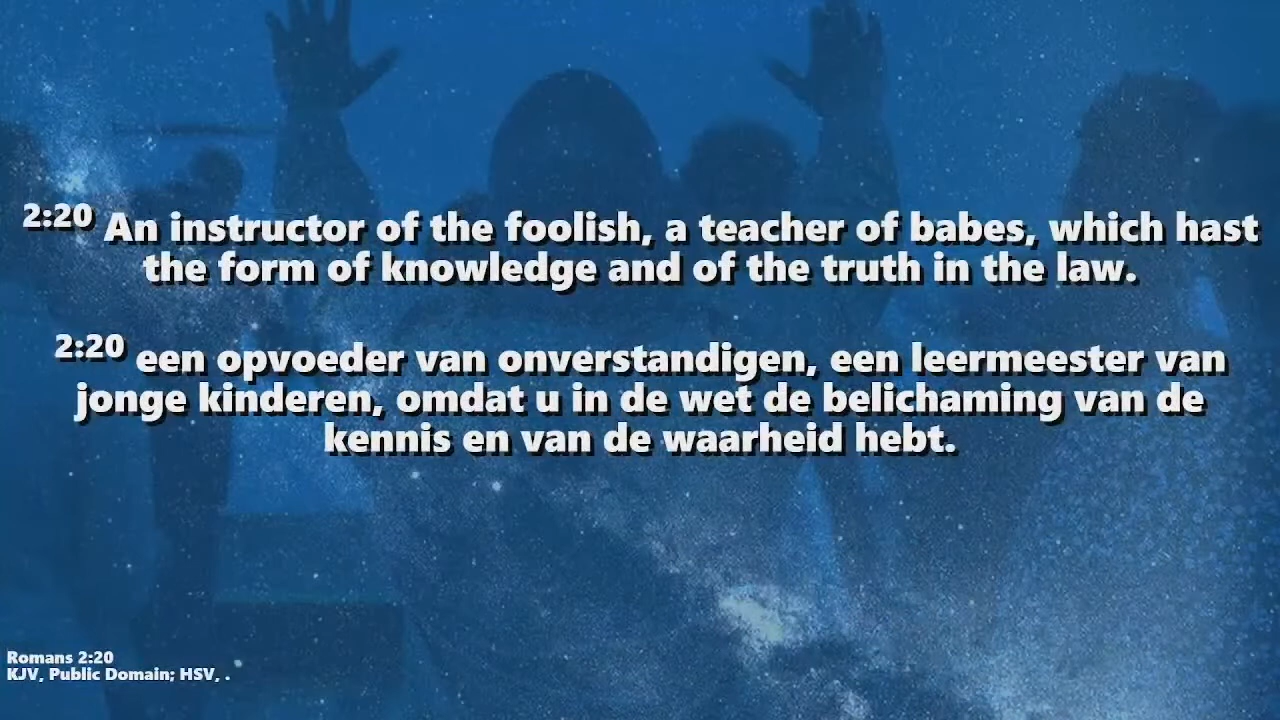 2:20 An instructor of the foolish, a teacher of babes, which hast
the form of knowledge and of the truth in the law.
2:20 een opvoeder van onverstandigen, een leermeester van
jonge kinderen, omdat u in de wet de belichaming van de
kennis en van de waarheid hebt.
Romans 2:20
KJV, Public Domain; HSV, .